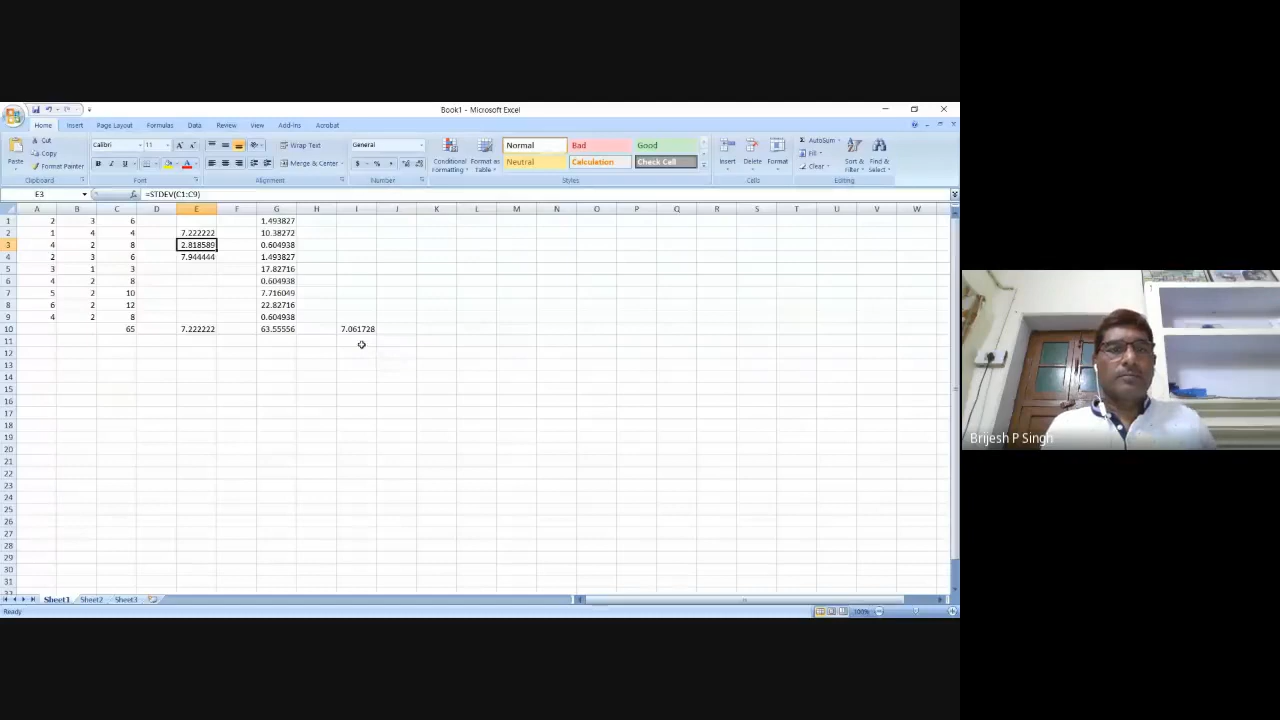 Book1 - Microsoft Excel
Home Insert Page Layout Formulas Data Review View Add-Ins Acrobat
Paste
Cut
Copy
Format Painter
Clipboard
Calibri 11
B I U
Font
Wrap Text
Merge & Center
Alignment
General
$ % ,
Number
Conditional Formatting
Format as Table
Normal Bad Good
Neutral Calculation Check Cell
Styles
Insert Delete Format
Cells
AutoSum
Fill
Clear
Sort & Filter
Find & Select
Editing
E3 fx =STDEV(C1:C9)
A B C D E F G H I J K L M N O P Q R S T U V W
1 2 3 6 1.493827
2 1 4 4 7.222222 10.38272
3 4 2 8 2.818589 0.604938
4 2 3 6 7.944444 1.493827
5 3 1 3 17.82716
6 4 2 8 0.604938
7 5 2 10 7.716049
8 6 2 12 22.82716
9 4 2 8 0.604938
10 65 7.222222 63.55556 7.061728
11
12
13
14
15
16
17
18
19
20
21
22
23
24
25
26
27
28
29
30
31
Sheet1 Sheet2 Sheet3
Ready 100%
Brijesh P Singh